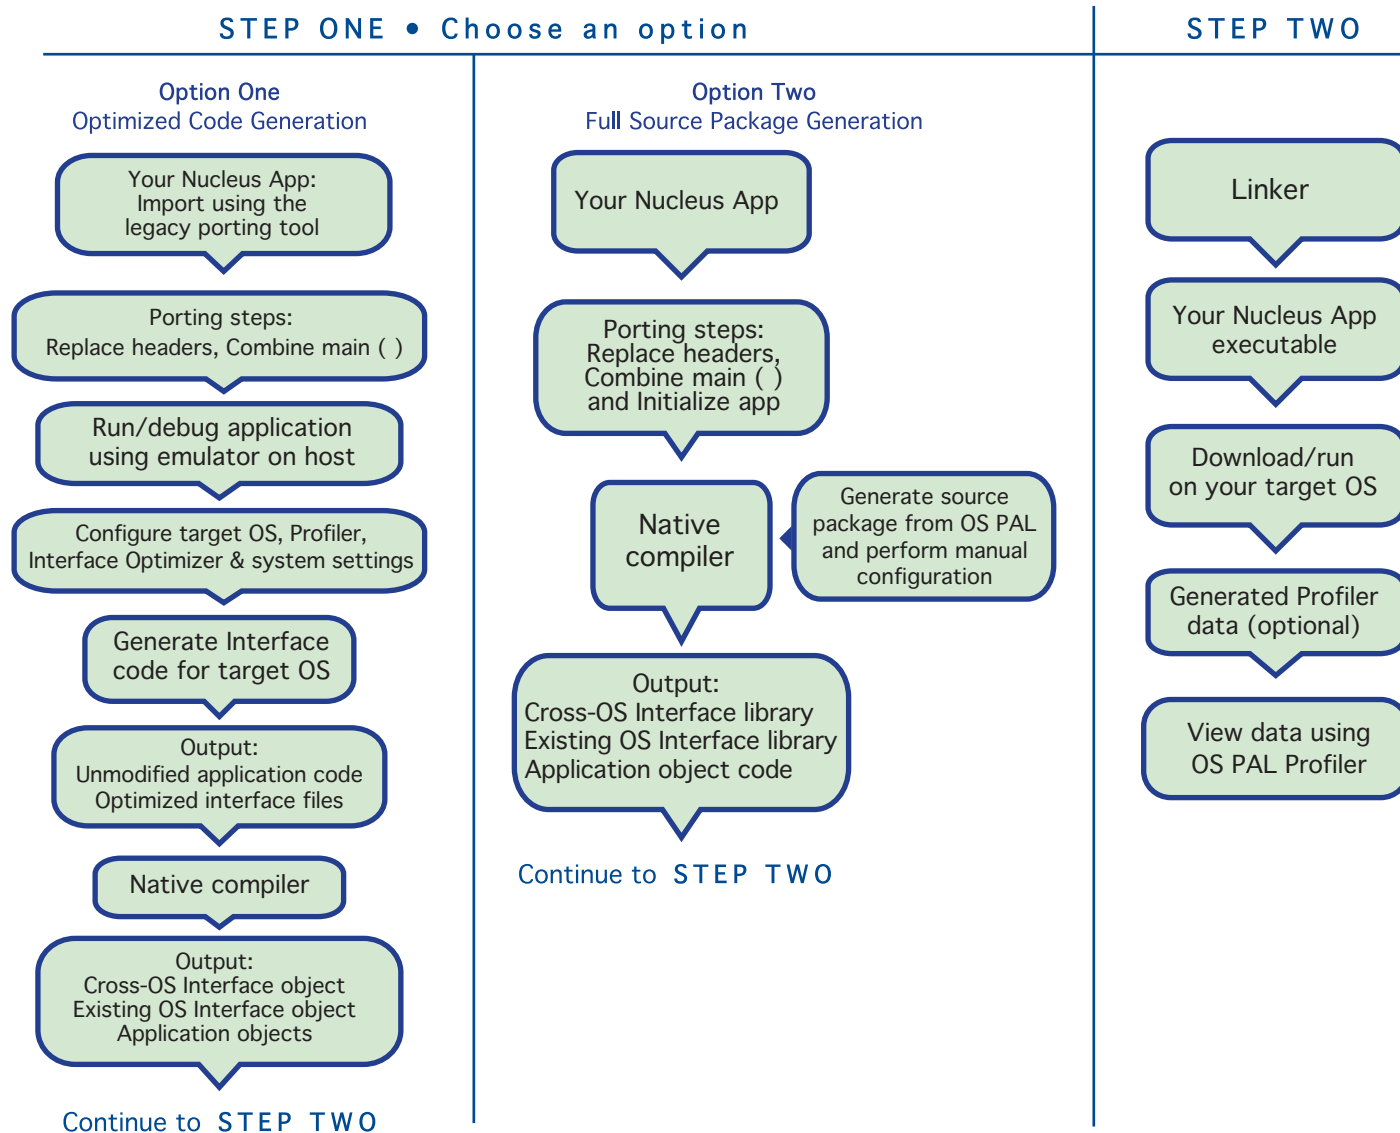 STEP ONE • Choose an option
Option One
Optimized Code Generation
Your Nucleus App:
Import using the
legacy porting tool
Porting steps:
Replace headers, Combine main ( )
Run/debug application
using emulator on host
Configure target OS, Profiler,
Interface Optimizer & system settings
Generate Interface
code for target OS
Output:
Unmodified application code
Optimized interface files
Native compiler
Output:
Cross-OS Interface object
Existing OS Interface object
Application objects
Continue to STEP TWO
Option Two
Full Source Package Generation
Your Nucleus App
Porting steps:
Replace headers,
Combine main ( )
and Initialize app
Native
compiler
Generate source
package from OS PAL
and perform manual
configuration
Output:
Cross-OS Interface library
Existing OS Interface library
Application object code
Continue to STEP TWO
STEP TWO
Linker
Your Nucleus App
executable
Download/run
on your target OS
Generated Profiler
data (optional)
View data using
OS PAL Profiler